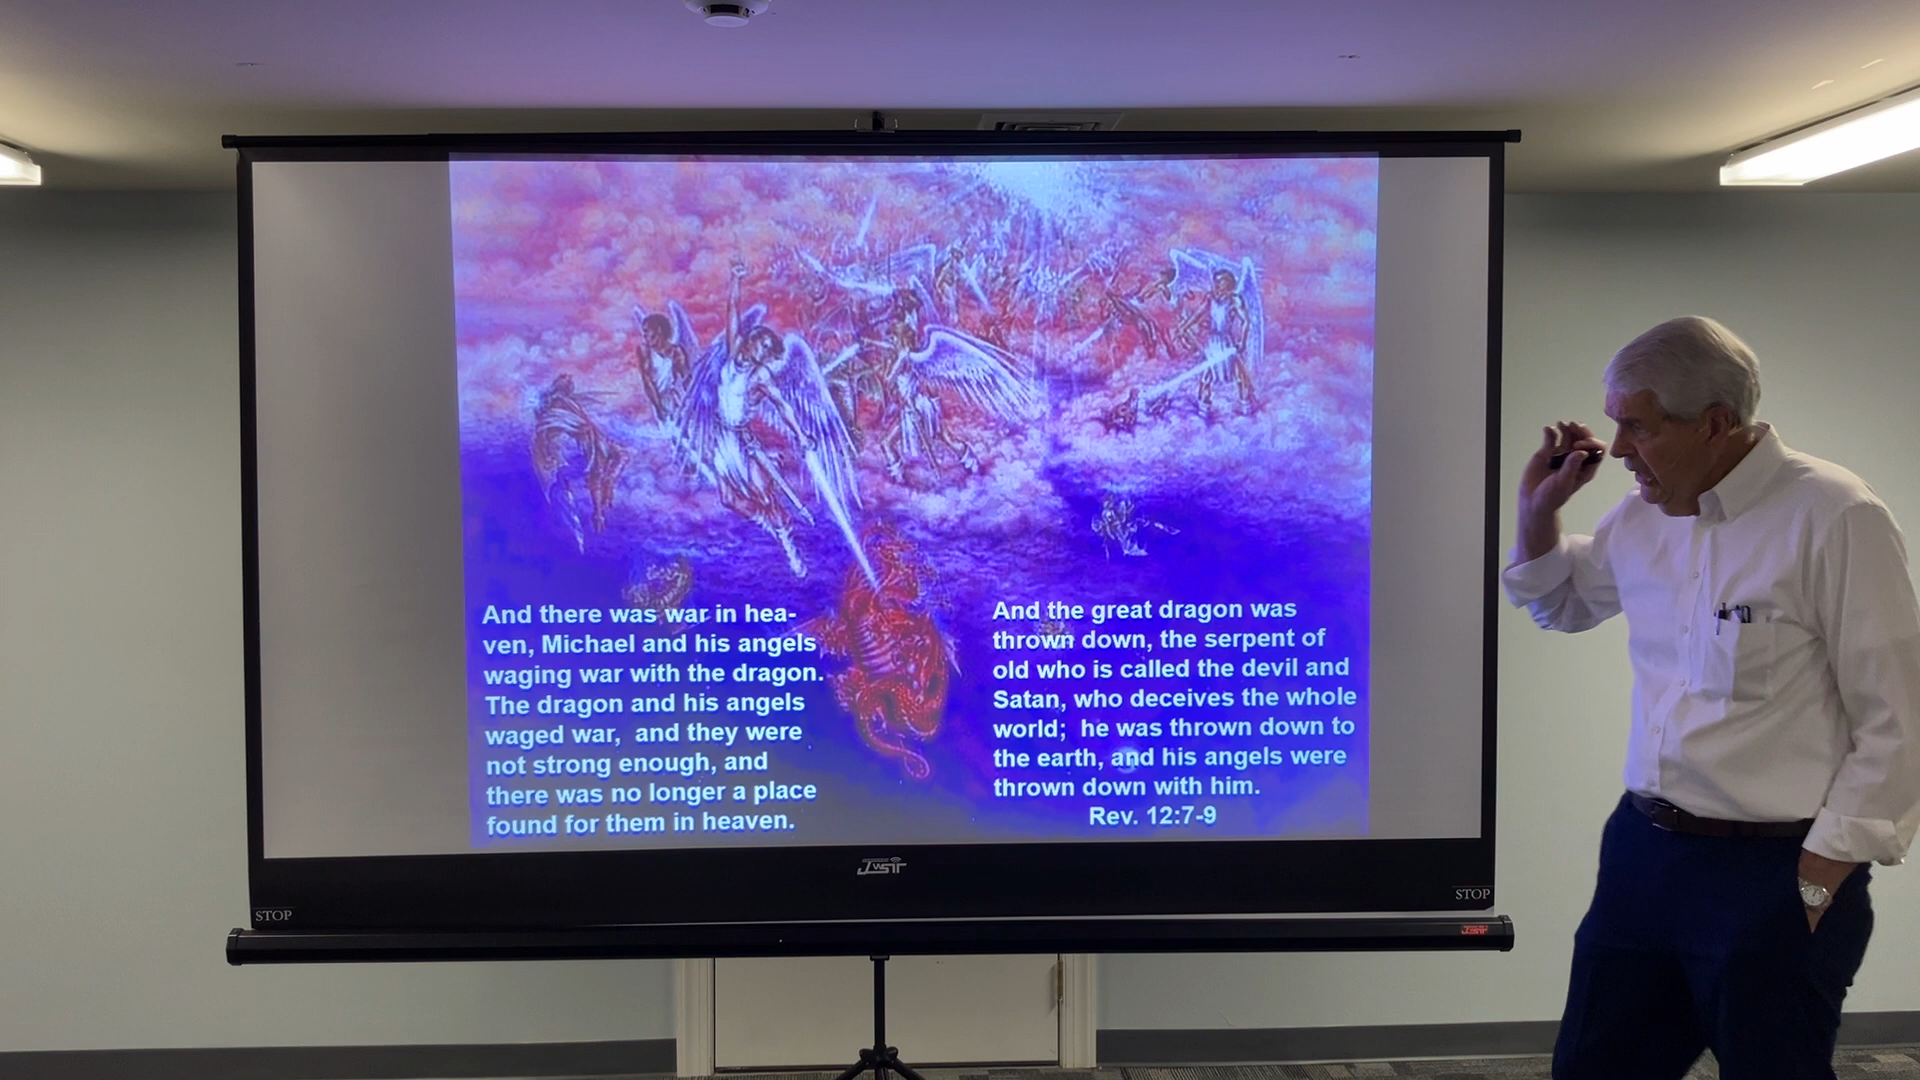 And there was war in hea-
ven, Michael and his angels
waging war with the dragon.
The dragon and his angels
waged war, and they were
not strong enough, and
there was no longer a place
found for them in heaven.
And the great dragon was
thrown down, the serpent of
old who is called the devil and
Satan, who deceives the whole
world; he was thrown down to
the earth, and his angels were
thrown down with him.
Rev. 12:7-9
JWSIT
STOP
STOP
JWSIT